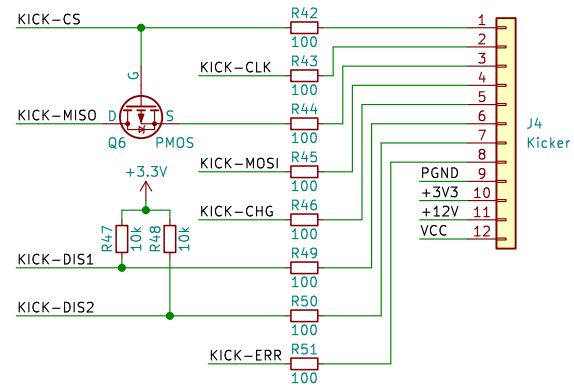 KICK-CS
R42
100
1
KICK-CLK
R43
100
2
G
3
KICK-MISO
D
S
Q6
PMOS
R44
100
4
J4
Kicker
KICK-MOSI
R45
100
5
6
7
8
+3.3V
PGND
9
+3V3
10
+12V
11
VCC
12
KICK-CHG
R46
100
R47
10k
R48
10k
KICK-DIS1
R49
100
KICK-DIS2
R50
100
KICK-ERR
R51
100